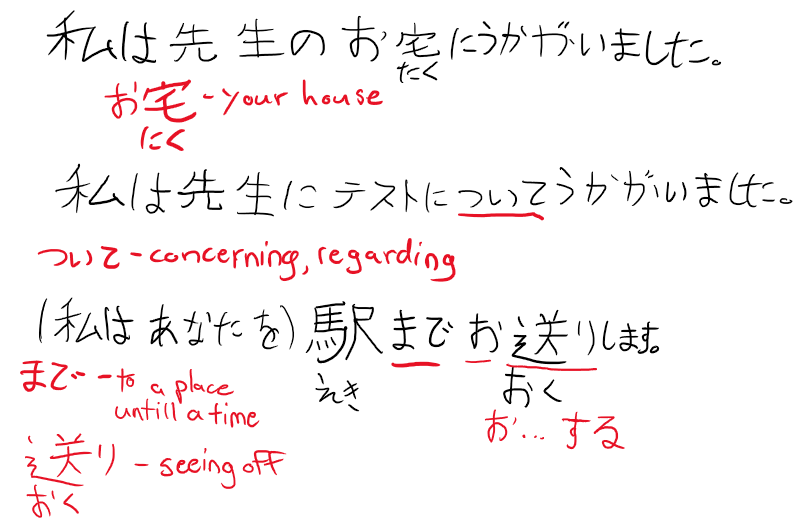 私は先生のお宅にうかがいました。
たく
お宅 - your house
にく
私は先生にテストについてうかがいました。
ついて - concerning, regarding
(私はあなたを)駅までお送りします。
えき
おく
まで - to a place
untill a time
お...する
送り - seeing off
おく